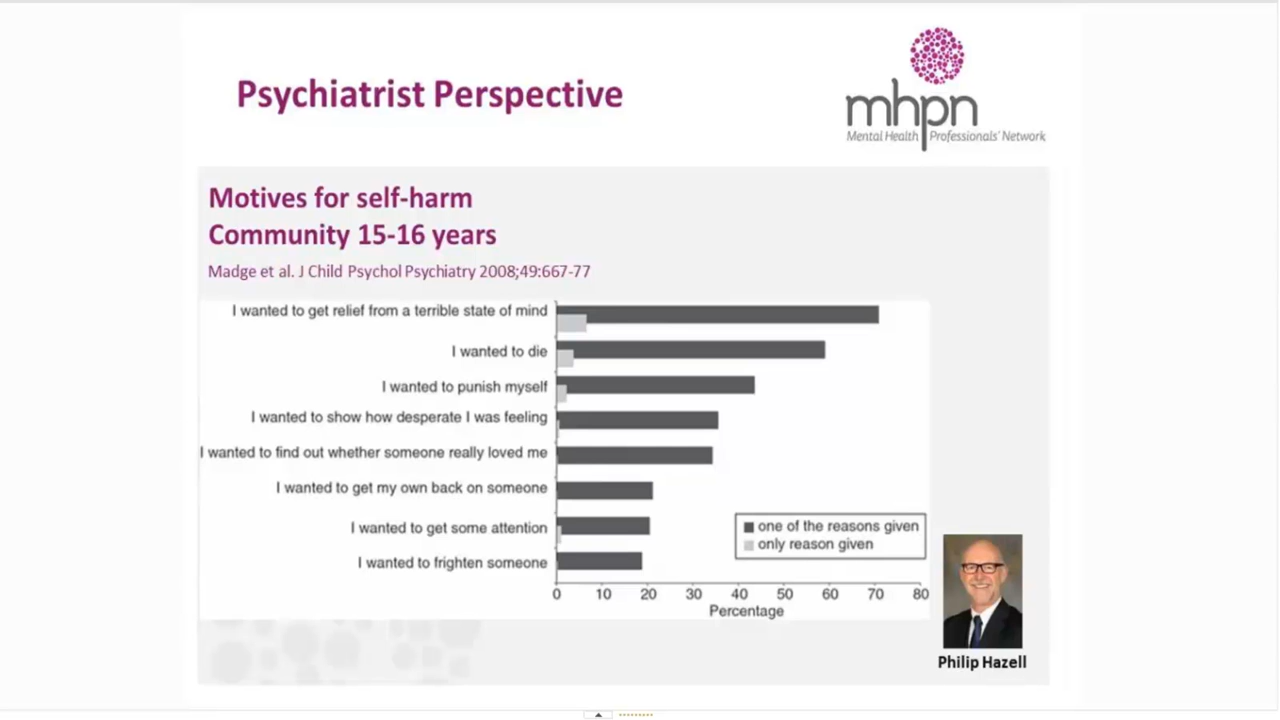 Psychiatrist Perspective
mhpn
Mental Health Professionals' Network
Motives for self-harm
Community 15-16 years
Madge et al. J Child Psychol Psychiatry 2008;49:667-77
I wanted to get relief from a terrible state of mind
I wanted to die
I wanted to punish myself
I wanted to show how desperate I was feeling
I wanted to find out whether someone really loved me
I wanted to get my own back on someone
I wanted to get some attention
I wanted to frighten someone
one of the reasons given
only reason given
0 10 20 30 40 50 60 70 80
Percentage
Philip Hazell